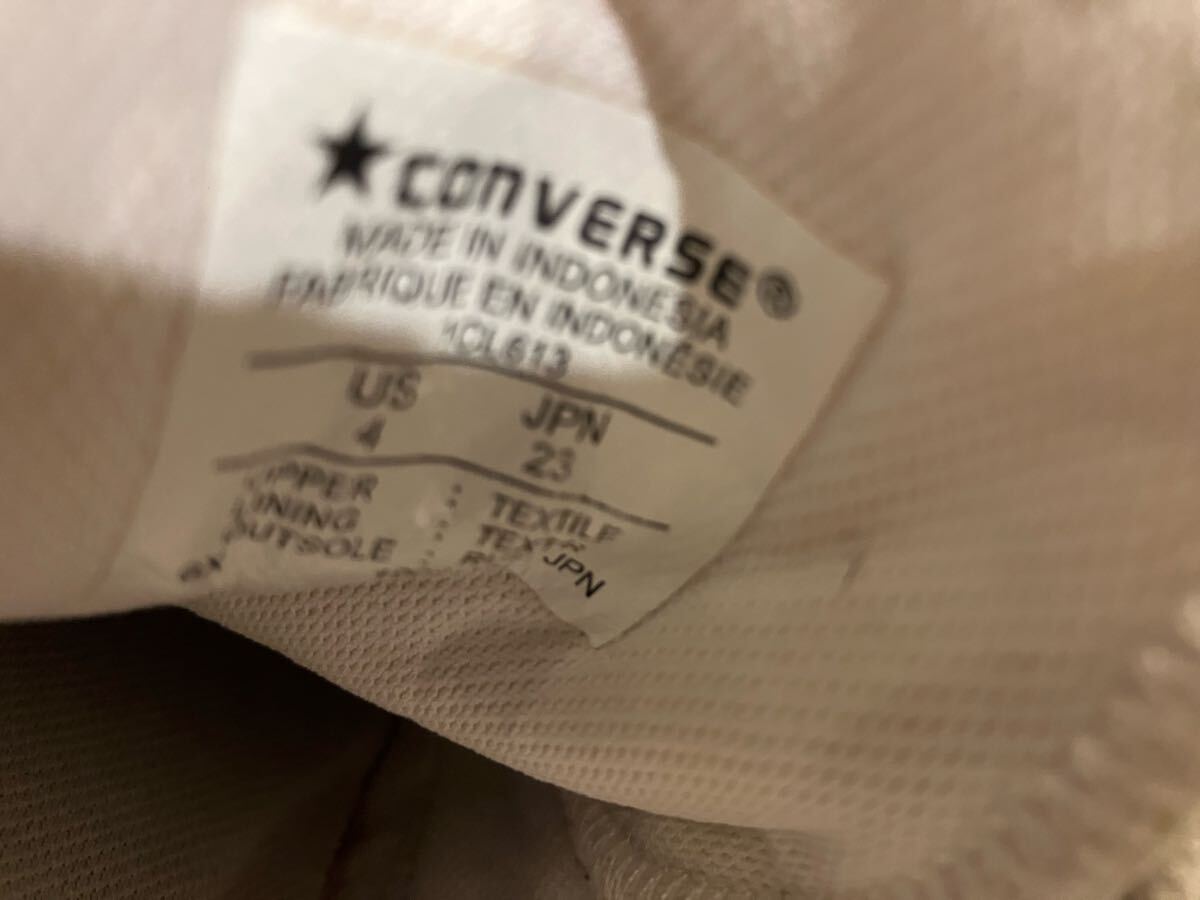 ★CONVERSE®
MADE IN INDONESIA
FABRIQUE EN INDONÉSIE
1CL613
US JPN
4 23
UPPER : TEXTILE
LINING :
OUTSOLE :
JPN